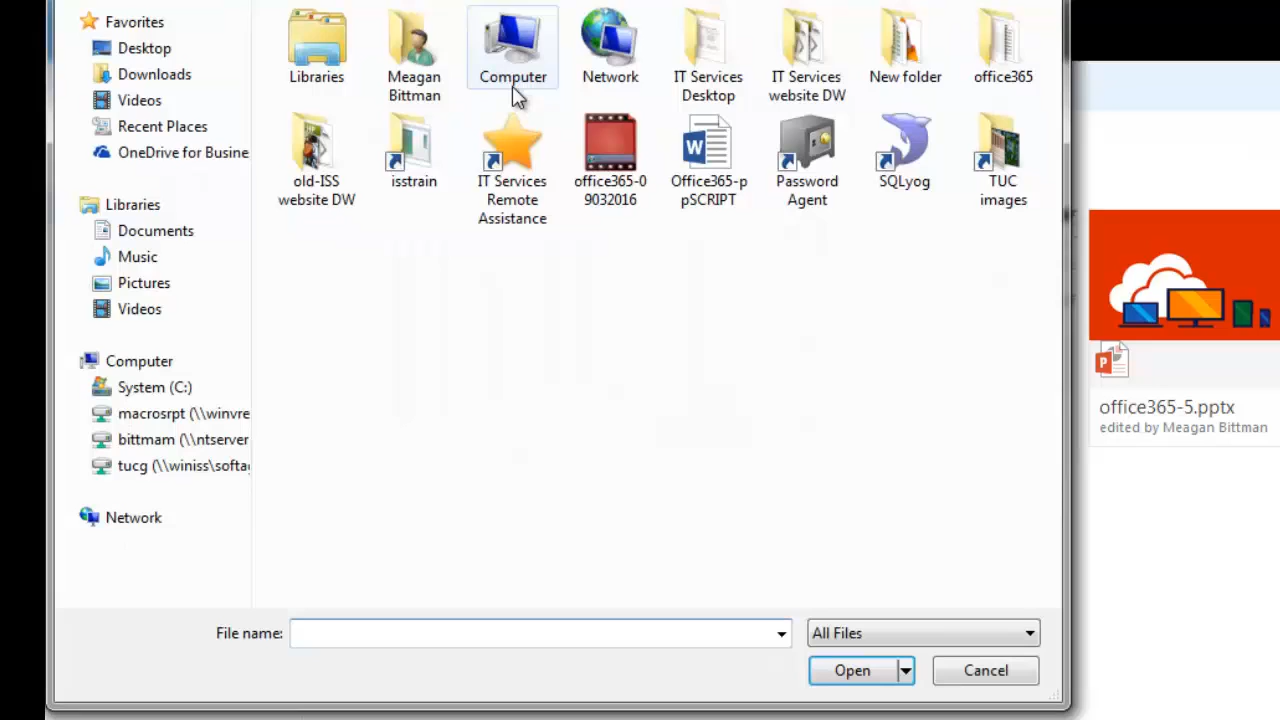 Favorites
Desktop
Downloads
Videos
Recent Places
OneDrive for Busine
Libraries
Documents
Music
Pictures
Videos
Computer
System (C:)
macrosrpt (\\winvre
bittmam (\\ntserver
tucg (\\winiss\softa
Network
Libraries
Meagan
Bittman
Computer
Network
IT Services
Desktop
IT Services
website DW
New folder
office365
old-ISS
website DW
isstrain
IT Services
Remote
Assistance
office365-0
9032016
Office365-p
pSCRIPT
Password
Agent
SQLyog
TUC
images
File name:
All Files
Open
Cancel
office365-5.pptx
edited by Meagan Bittman